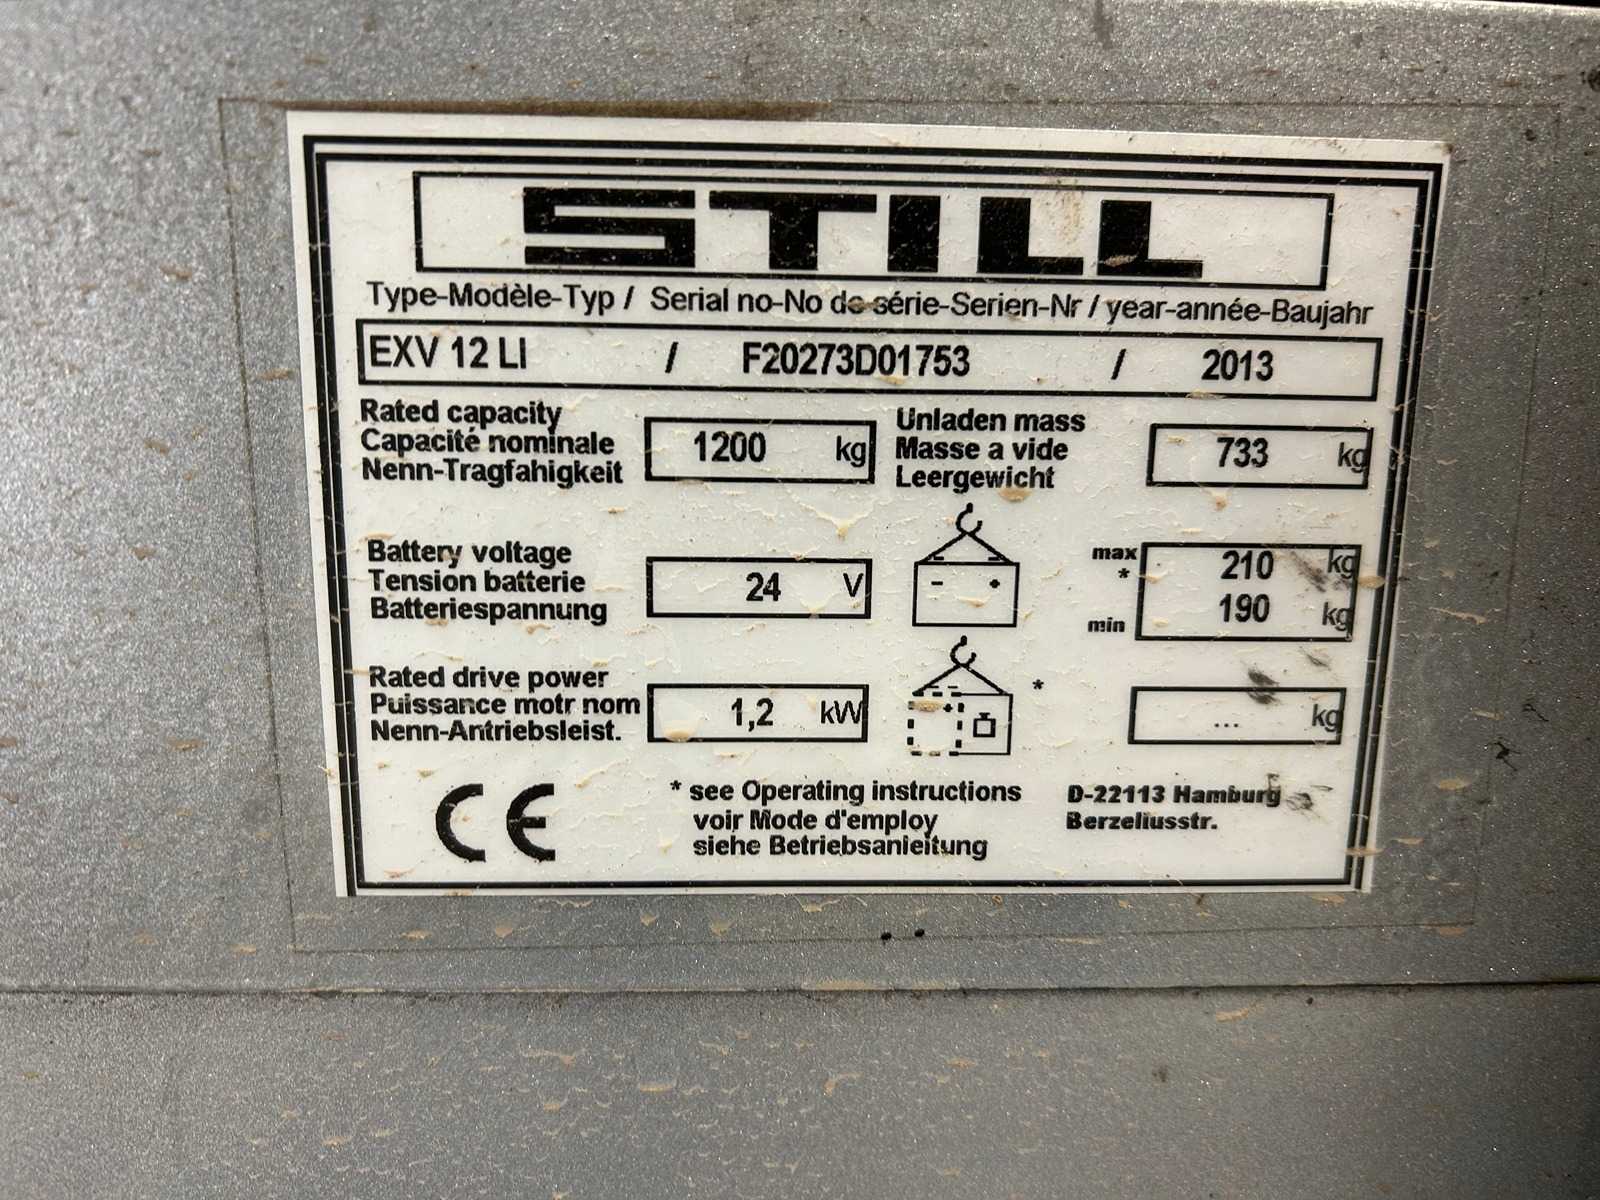 STILL
Type-Modèle-Typ / Serial no-No de série-Serien-Nr / year-année-Baujahr
EXV 12 LI / F20273D01753 / 2013
Rated capacity
Capacité nominale
Nenn-Tragfahigkeit
1200 kg
Unladen mass
Masse a vide
Leergewicht
733 kg
Battery voltage
Tension batterie
Batteriespannung
24 V
- +
max 210 kg
*
min 190 kg
Rated drive power
Puissance motr nom
Nenn-Antriebsleist.
1,2 kW
+
*
... kg
CE
* see Operating instructions
voir Mode d'employ
siehe Betriebsanleitung
D-22113 Hamburg
Berzeliusstr.